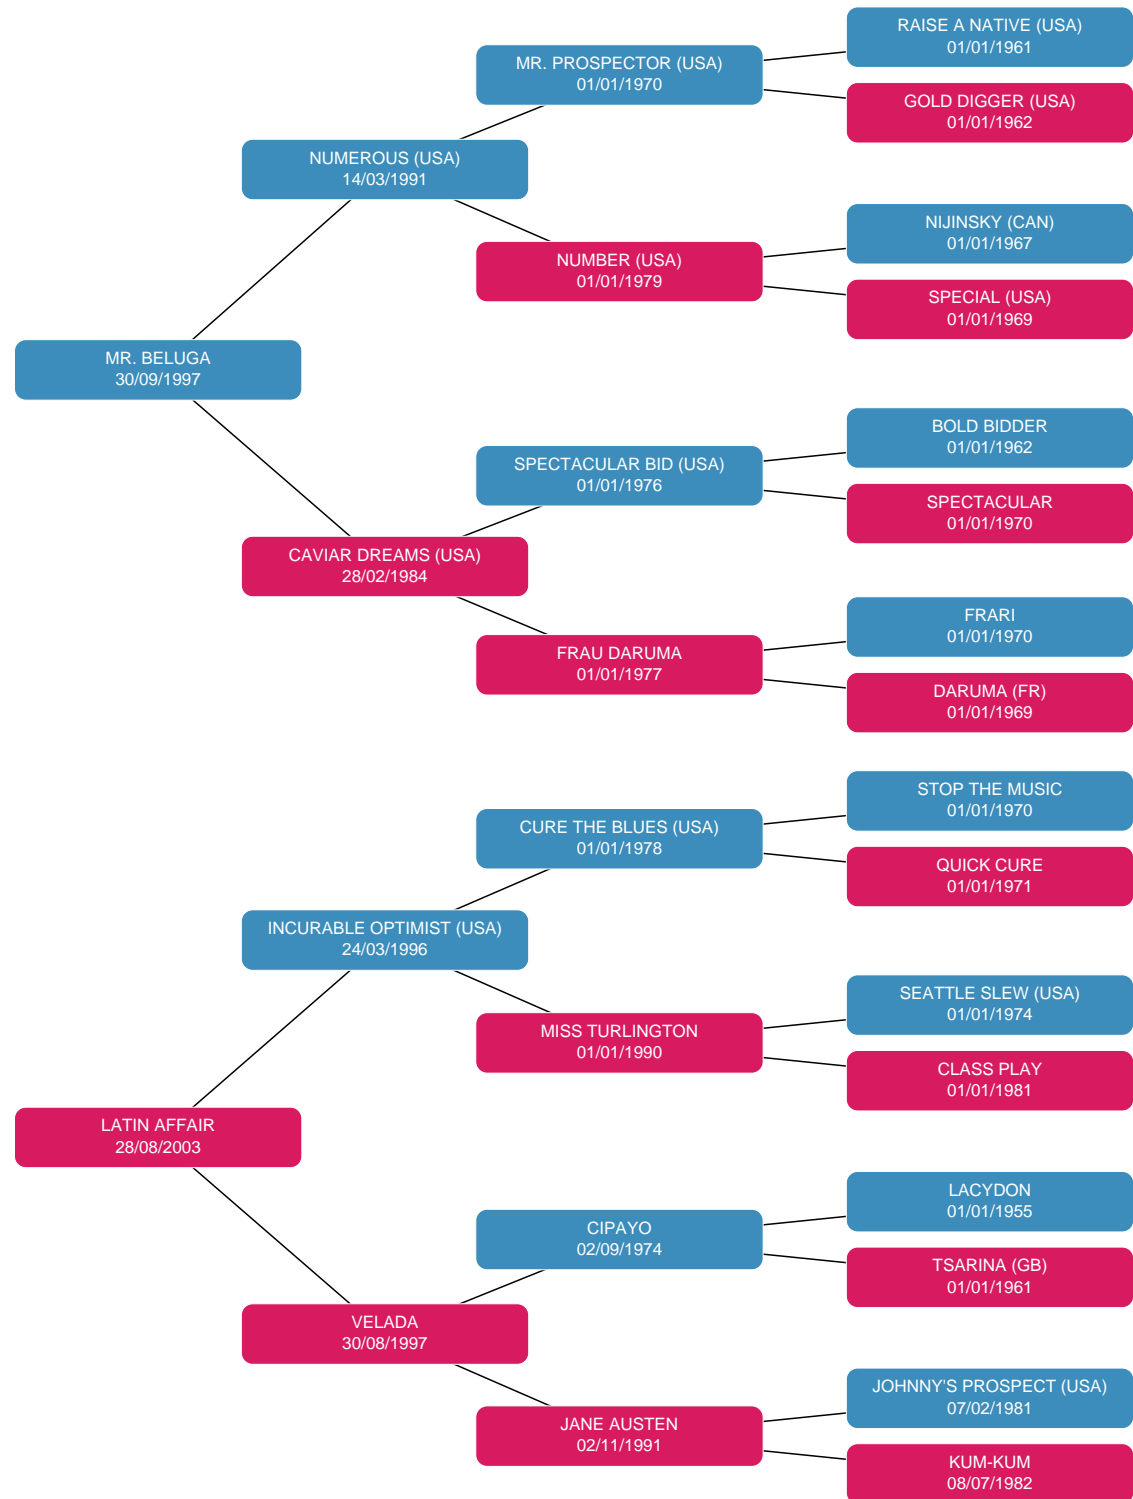 RAISE A NATIVE (USA)
01/01/1961
MR. PROSPECTOR (USA)
01/01/1970
GOLD DIGGER (USA)
01/01/1962
NUMEROUS (USA)
14/03/1991
NIJINSKY (CAN)
01/01/1967
NUMBER (USA)
01/01/1979
SPECIAL (USA)
01/01/1969
MR. BELUGA
30/09/1997
BOLD BIDDER
01/01/1962
SPECTACULAR BID (USA)
01/01/1976
SPECTACULAR
01/01/1970
CAVIAR DREAMS (USA)
28/02/1984
FRARI
01/01/1970
FRAU DARUMA
01/01/1977
DARUMA (FR)
01/01/1969
STOP THE MUSIC
01/01/1970
CURE THE BLUES (USA)
01/01/1978
QUICK CURE
01/01/1971
INCURABLE OPTIMIST (USA)
24/03/1996
SEATTLE SLEW (USA)
01/01/1974
MISS TURLINGTON
01/01/1990
CLASS PLAY
01/01/1981
LATIN AFFAIR
28/08/2003
LACYDON
01/01/1955
CIPAYO
02/09/1974
TSARINA (GB)
01/01/1961
VELADA
30/08/1997
JOHNNY'S PROSPECT (USA)
07/02/1981
JANE AUSTEN
02/11/1991
KUM-KUM
08/07/1982